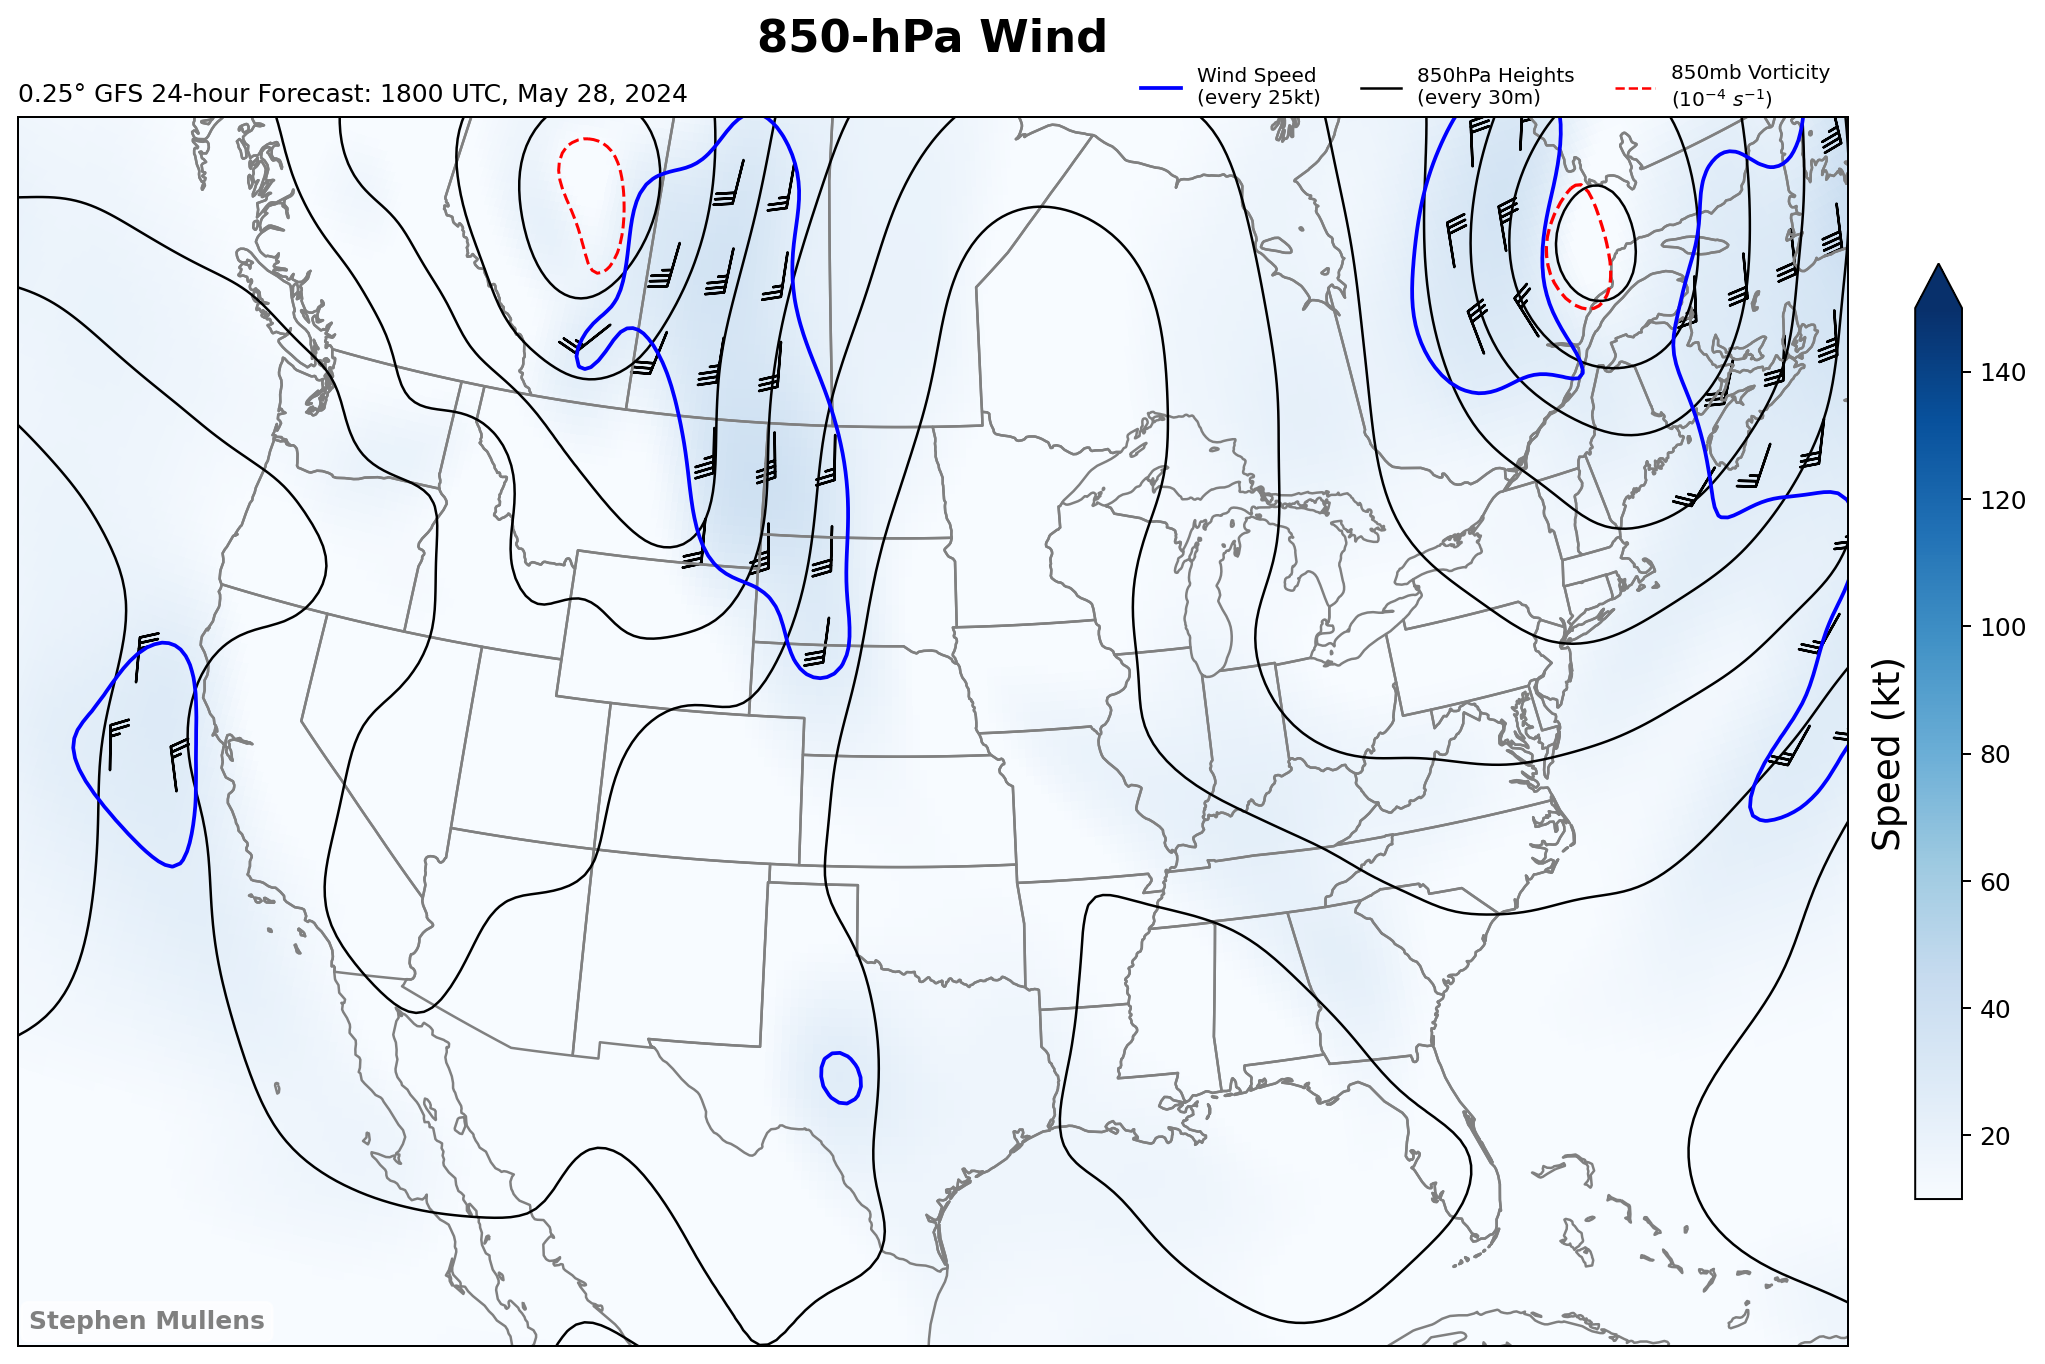 850-hPa Wind
0.25° GFS 24-hour Forecast: 1800 UTC, May 28, 2024
Wind Speed
(every 25kt)
850hPa Heights
(every 30m)
850mb Vorticity
(10⁻⁴ s⁻¹)
140
120
100
80
60
40
20
Speed (kt)
Stephen Mullens